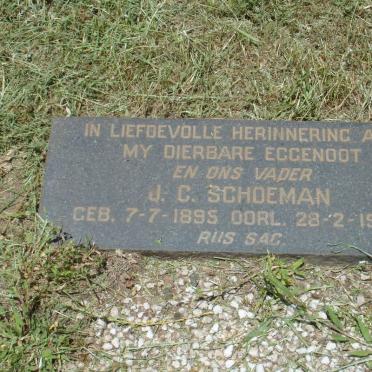 IN LIEFDEVOLLE HERINNERING A
MY DIERBARE EGGENOOT
EN ONS VADER
J. C. SCHOEMAN
GEB. 7-7-1895 OORL. 28-2-19
RUS SAG